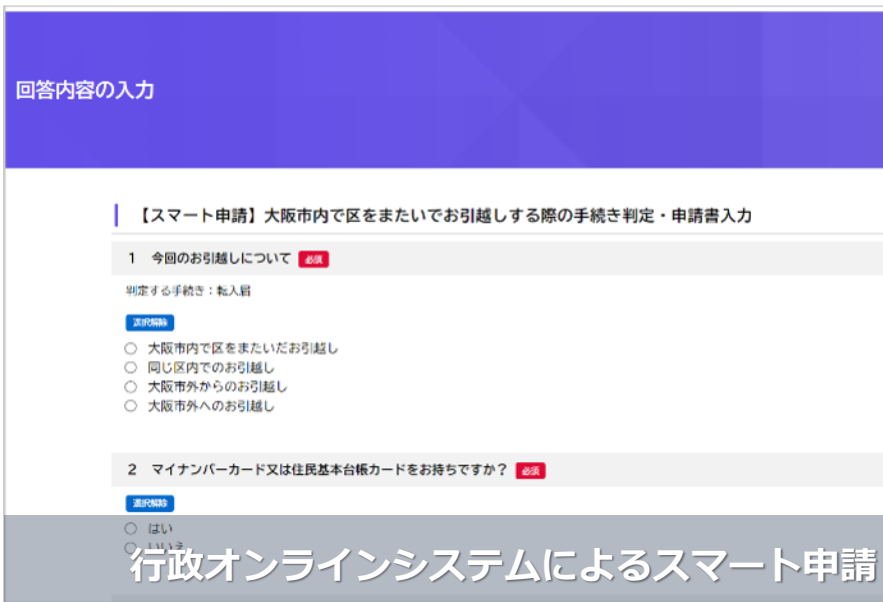 回答内容の入力
【スマート申請】大阪市内で区をまたいでお引越しする際の手続き判定・申請書入力
1 今回のお引越しについて 必須
判定する手続き：転入届
選択解除
大阪市内で区をまたいだお引越し
同じ区内でのお引越し
大阪市外からのお引越し
大阪市外へのお引越し
2 マイナンバーカード又は住民基本台帳カードをお持ちですか？ 必須
選択解除
はい
いいえ
行政オンラインシステムによるスマート申請